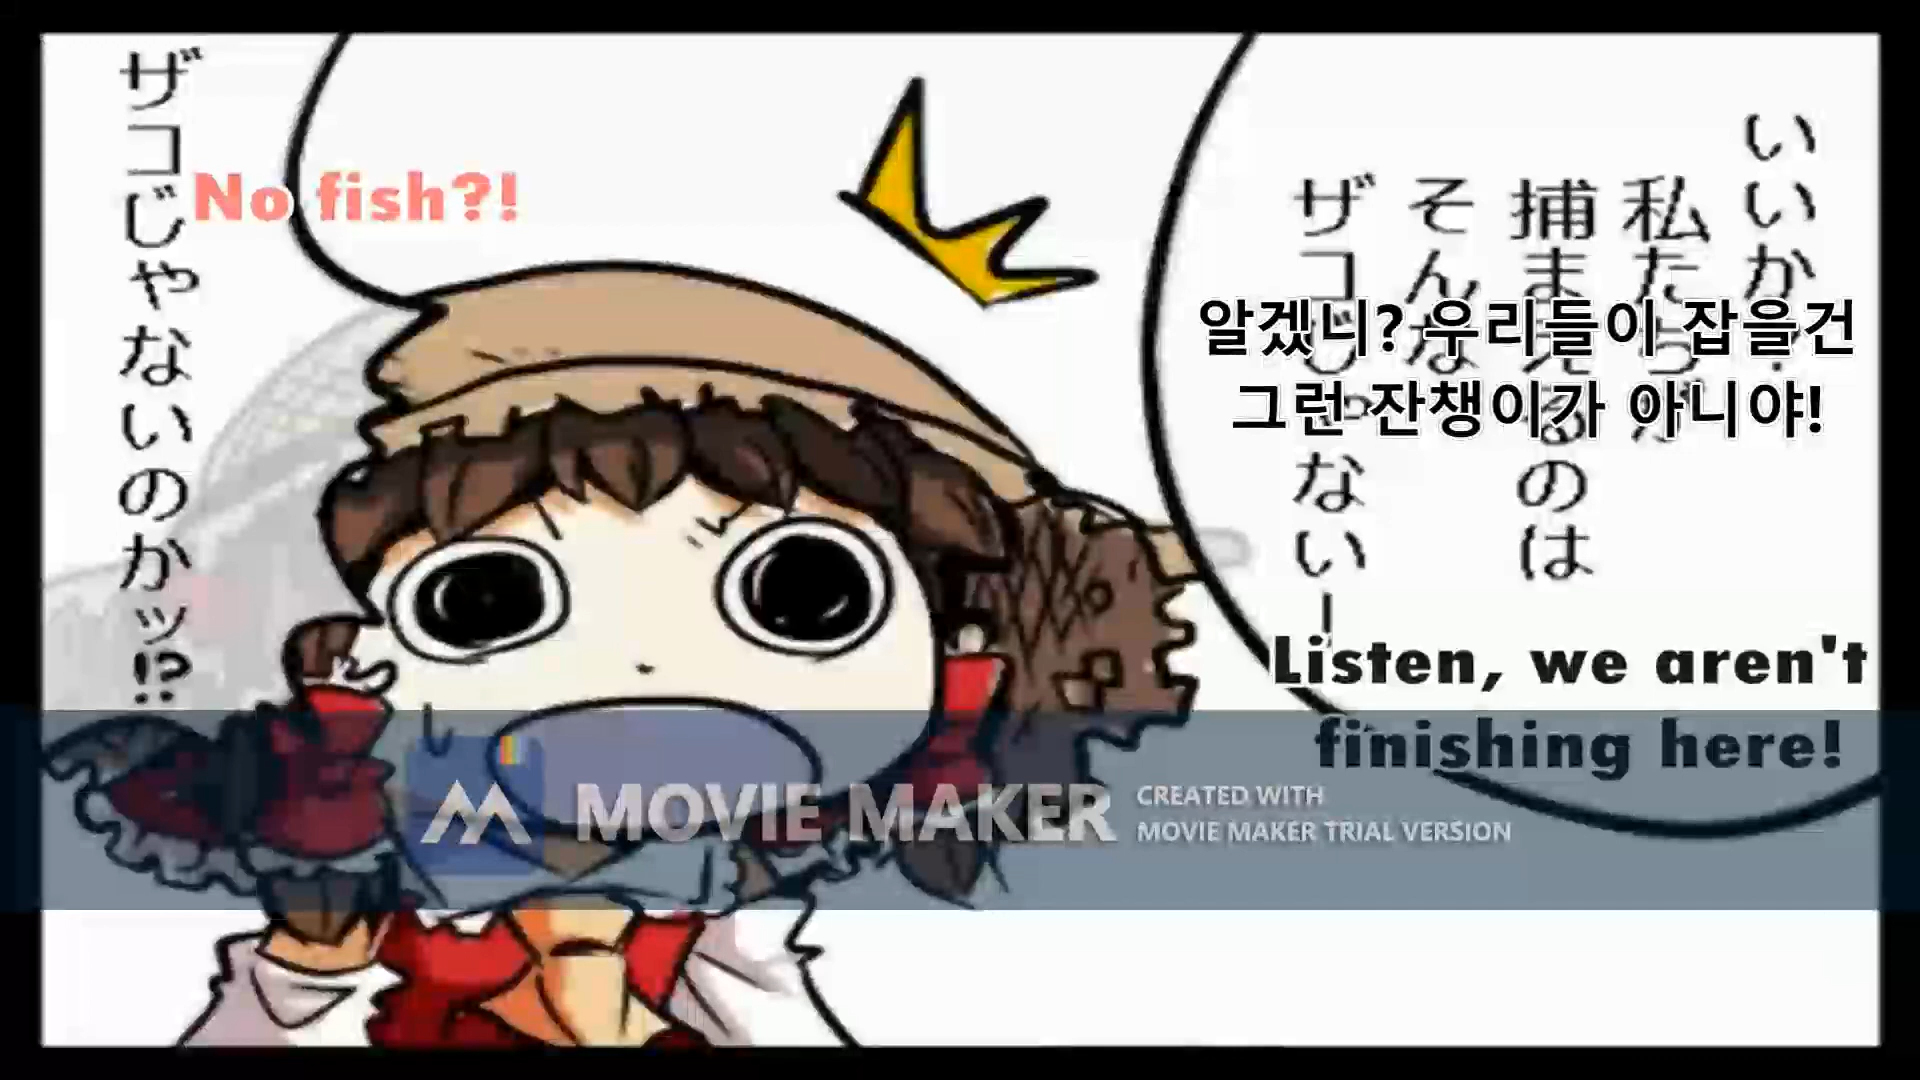 いいか?
私たちが
捕まえるのは
そんな
ザコじゃないー
알겠니? 우리들이 잡을건
그런 잔챙이가 아니야!
Listen, we aren't
finishing here!
ザコじゃないのかッ!?
No fish?!
MOVIE MAKER
CREATED WITH
MOVIE MAKER TRIAL VERSION